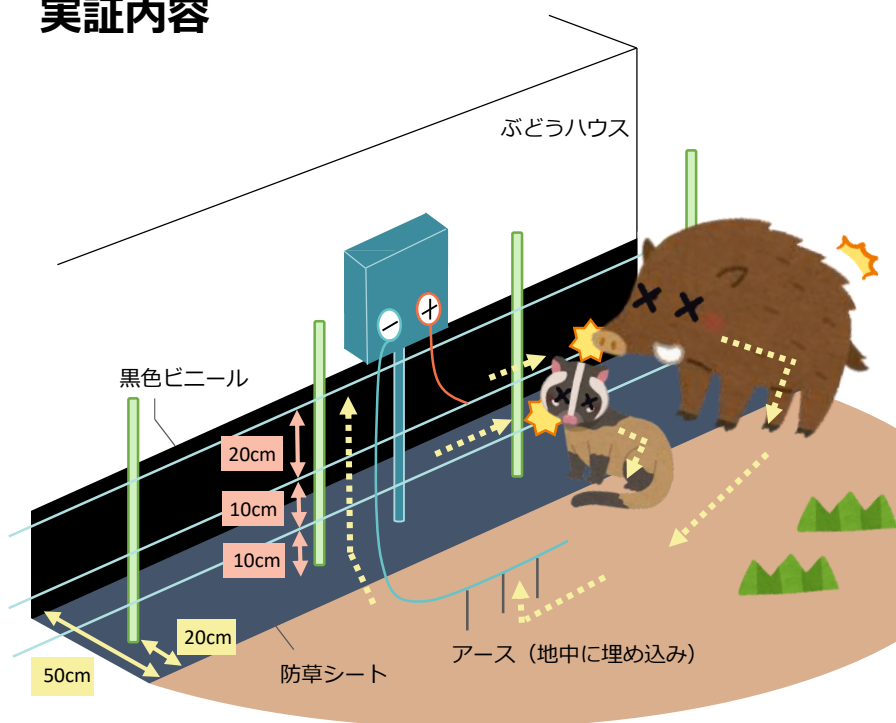 実証内容
ぶどうハウス
黒色ビニール
20cm
10cm
10cm
20cm
50cm
防草シート
アース（地中に埋め込み）